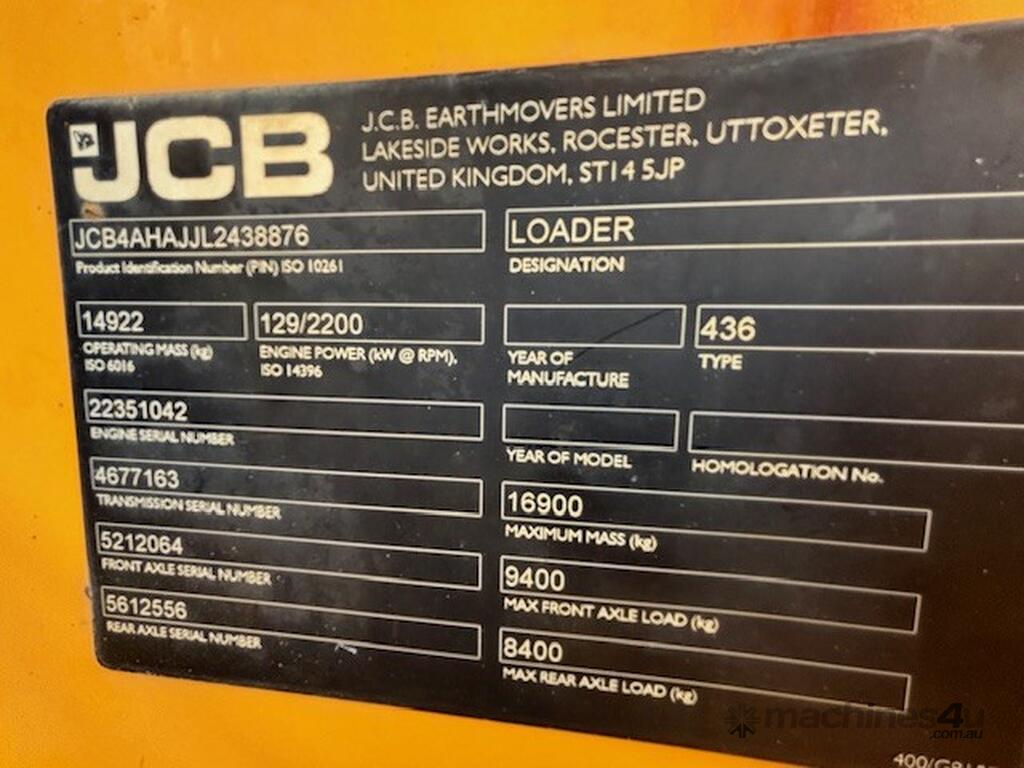 JCB
J.C.B. EARTHMOVERS LIMITED
LAKESIDE WORKS, ROCESTER, UTTOXETER,
UNITED KINGDOM, ST14 5JP
JCB4AHAJJL2438876
Product Identification Number (PIN) ISO 10261
LOADER
DESIGNATION
14922
OPERATING MASS (kg)
ISO 6016
129/2200
ENGINE POWER (kW @ RPM),
ISO 14396
YEAR OF
MANUFACTURE
436
TYPE
22351042
ENGINE SERIAL NUMBER
YEAR OF MODEL
HOMOLOGATION No.
4677163
TRANSMISSION SERIAL NUMBER
16900
MAXIMUM MASS (kg)
5212064
FRONT AXLE SERIAL NUMBER
9400
MAX FRONT AXLE LOAD (kg)
5612556
REAR AXLE SERIAL NUMBER
8400
MAX REAR AXLE LOAD (kg)
machines4u
.com.au